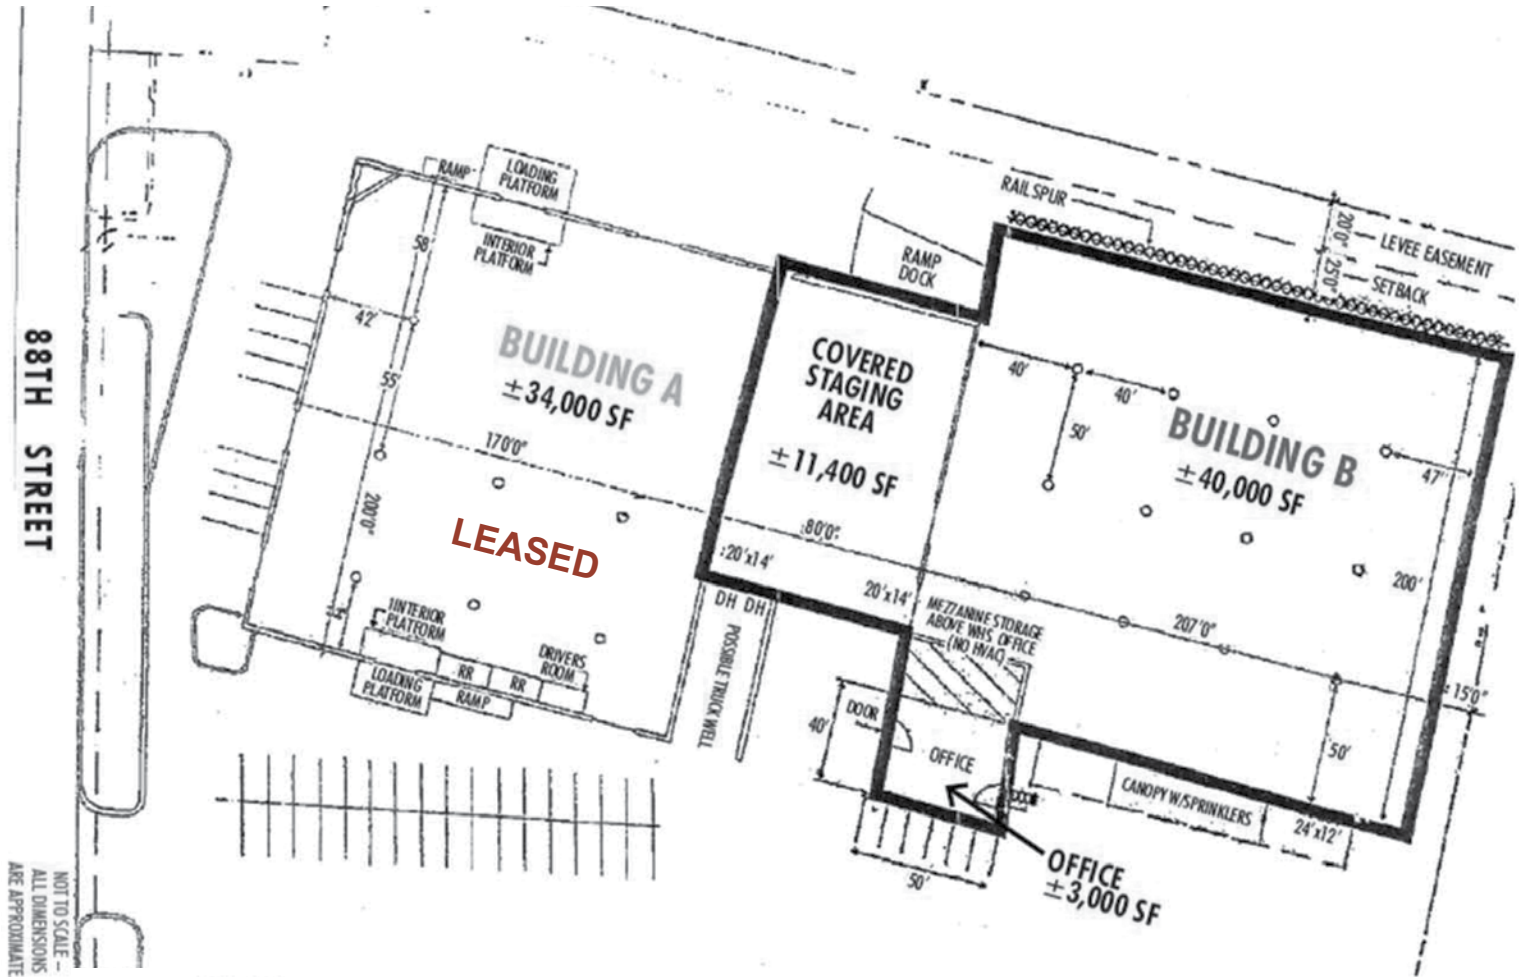 RAMP
LOADING
PLATFORM
INTERIOR
PLATFORM
58'
42'
55'
BUILDING A
±34,000 SF
170'0"
200'0"
LEASED
INTERIOR
PLATFORM
LOADING
PLATFORM
RR
RR
RAMP
DRIVERS
ROOM
88TH STREET
NOT TO SCALE –
ALL DIMENSIONS
ARE APPROXIMATE
RAMP
DOCK
COVERED
STAGING
AREA
±11,400 SF
80'0"
20'x14'
20'x14'
DH DH
POSSIBLE TRUCK WELL
RAIL SPUR
20'0"
25'0"
LEVEE EASEMENT
SETBACK
40'
40'
50'
BUILDING B
±40,000 SF
47'
200'
207'0"
15'0"
50'
MEZZANINE STORAGE
ABOVE WHS. OFFICE
(NO HVAC)
DOOR
40'
OFFICE
50'
CANOPY W/SPRINKLERS
24'x12'
OFFICE
±3,000 SF